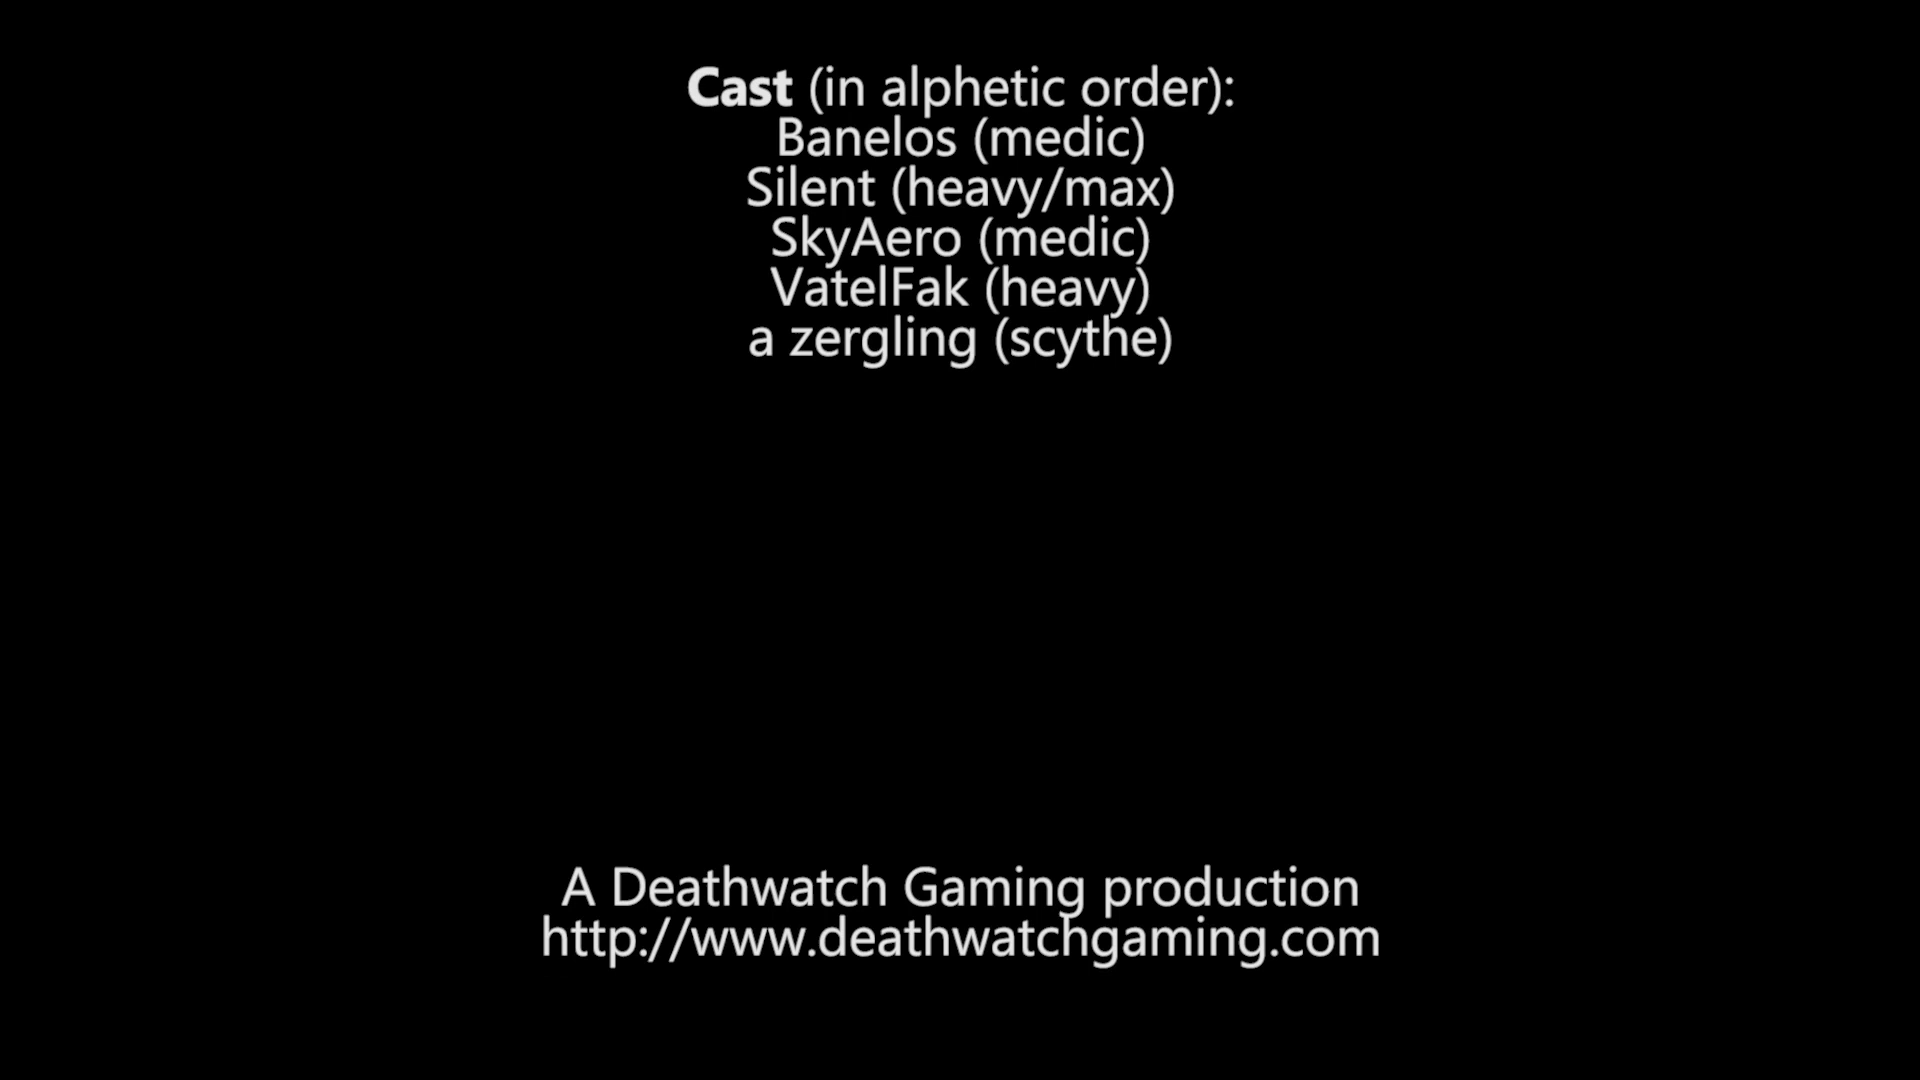 Cast (in alphetic order):
Banelos (medic)
Silent (heavy/max)
SkyAero (medic)
VatelFak (heavy)
a zergling (scythe)
A Deathwatch Gaming production
http://www.deathwatchgaming.com